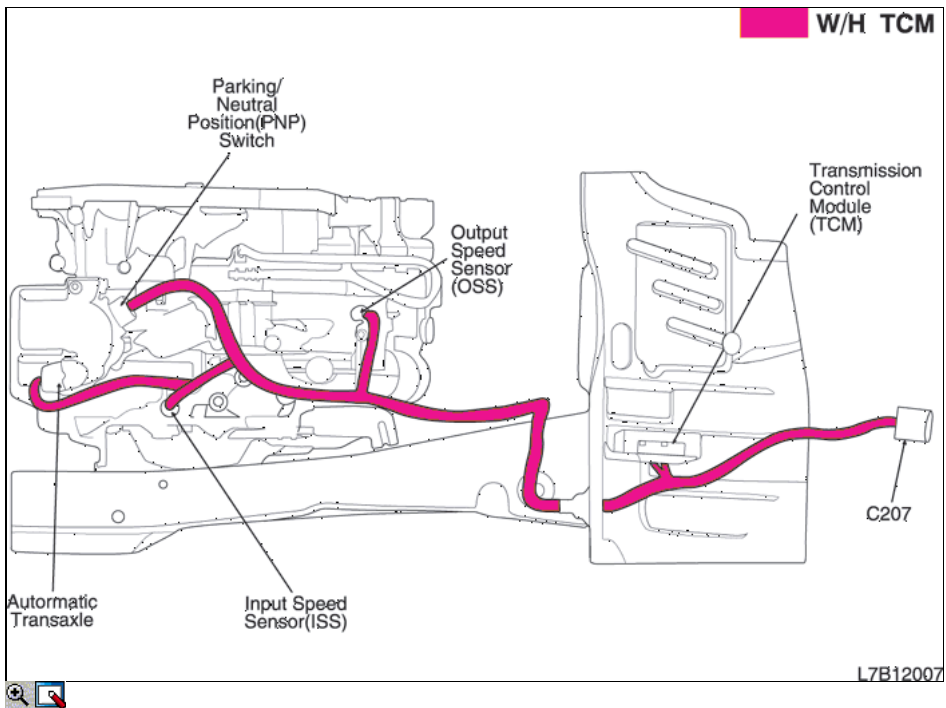 W/H TCM
Parking/
Neutral
Position(PNP)
Switch
Transmission
Control
Module
(TCM)
Output
Speed
Sensor
(OSS)
C207
Autormatic
Transaxle
Input Speed
Sensor(ISS)
L7B12007